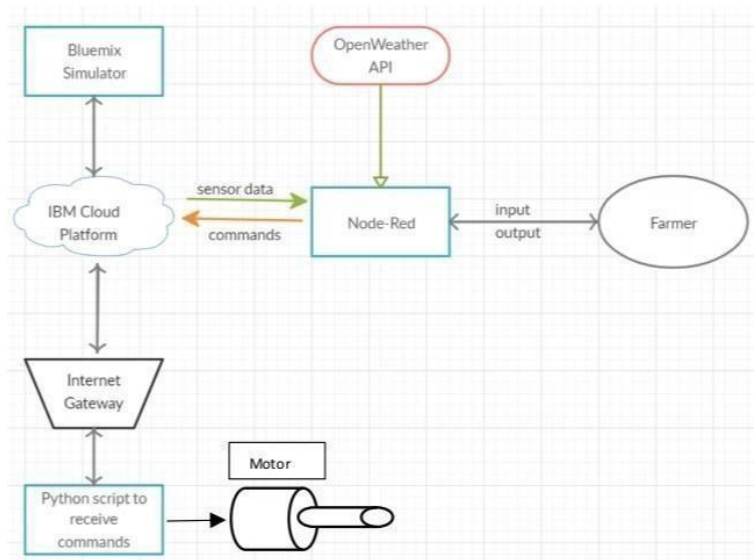 Bluemix
Simulator
OpenWeather
API
IBM Cloud
Platform
sensor data
commands
Node-Red
input
output
Farmer
Internet
Gateway
Motor
Python script to
receive
commands